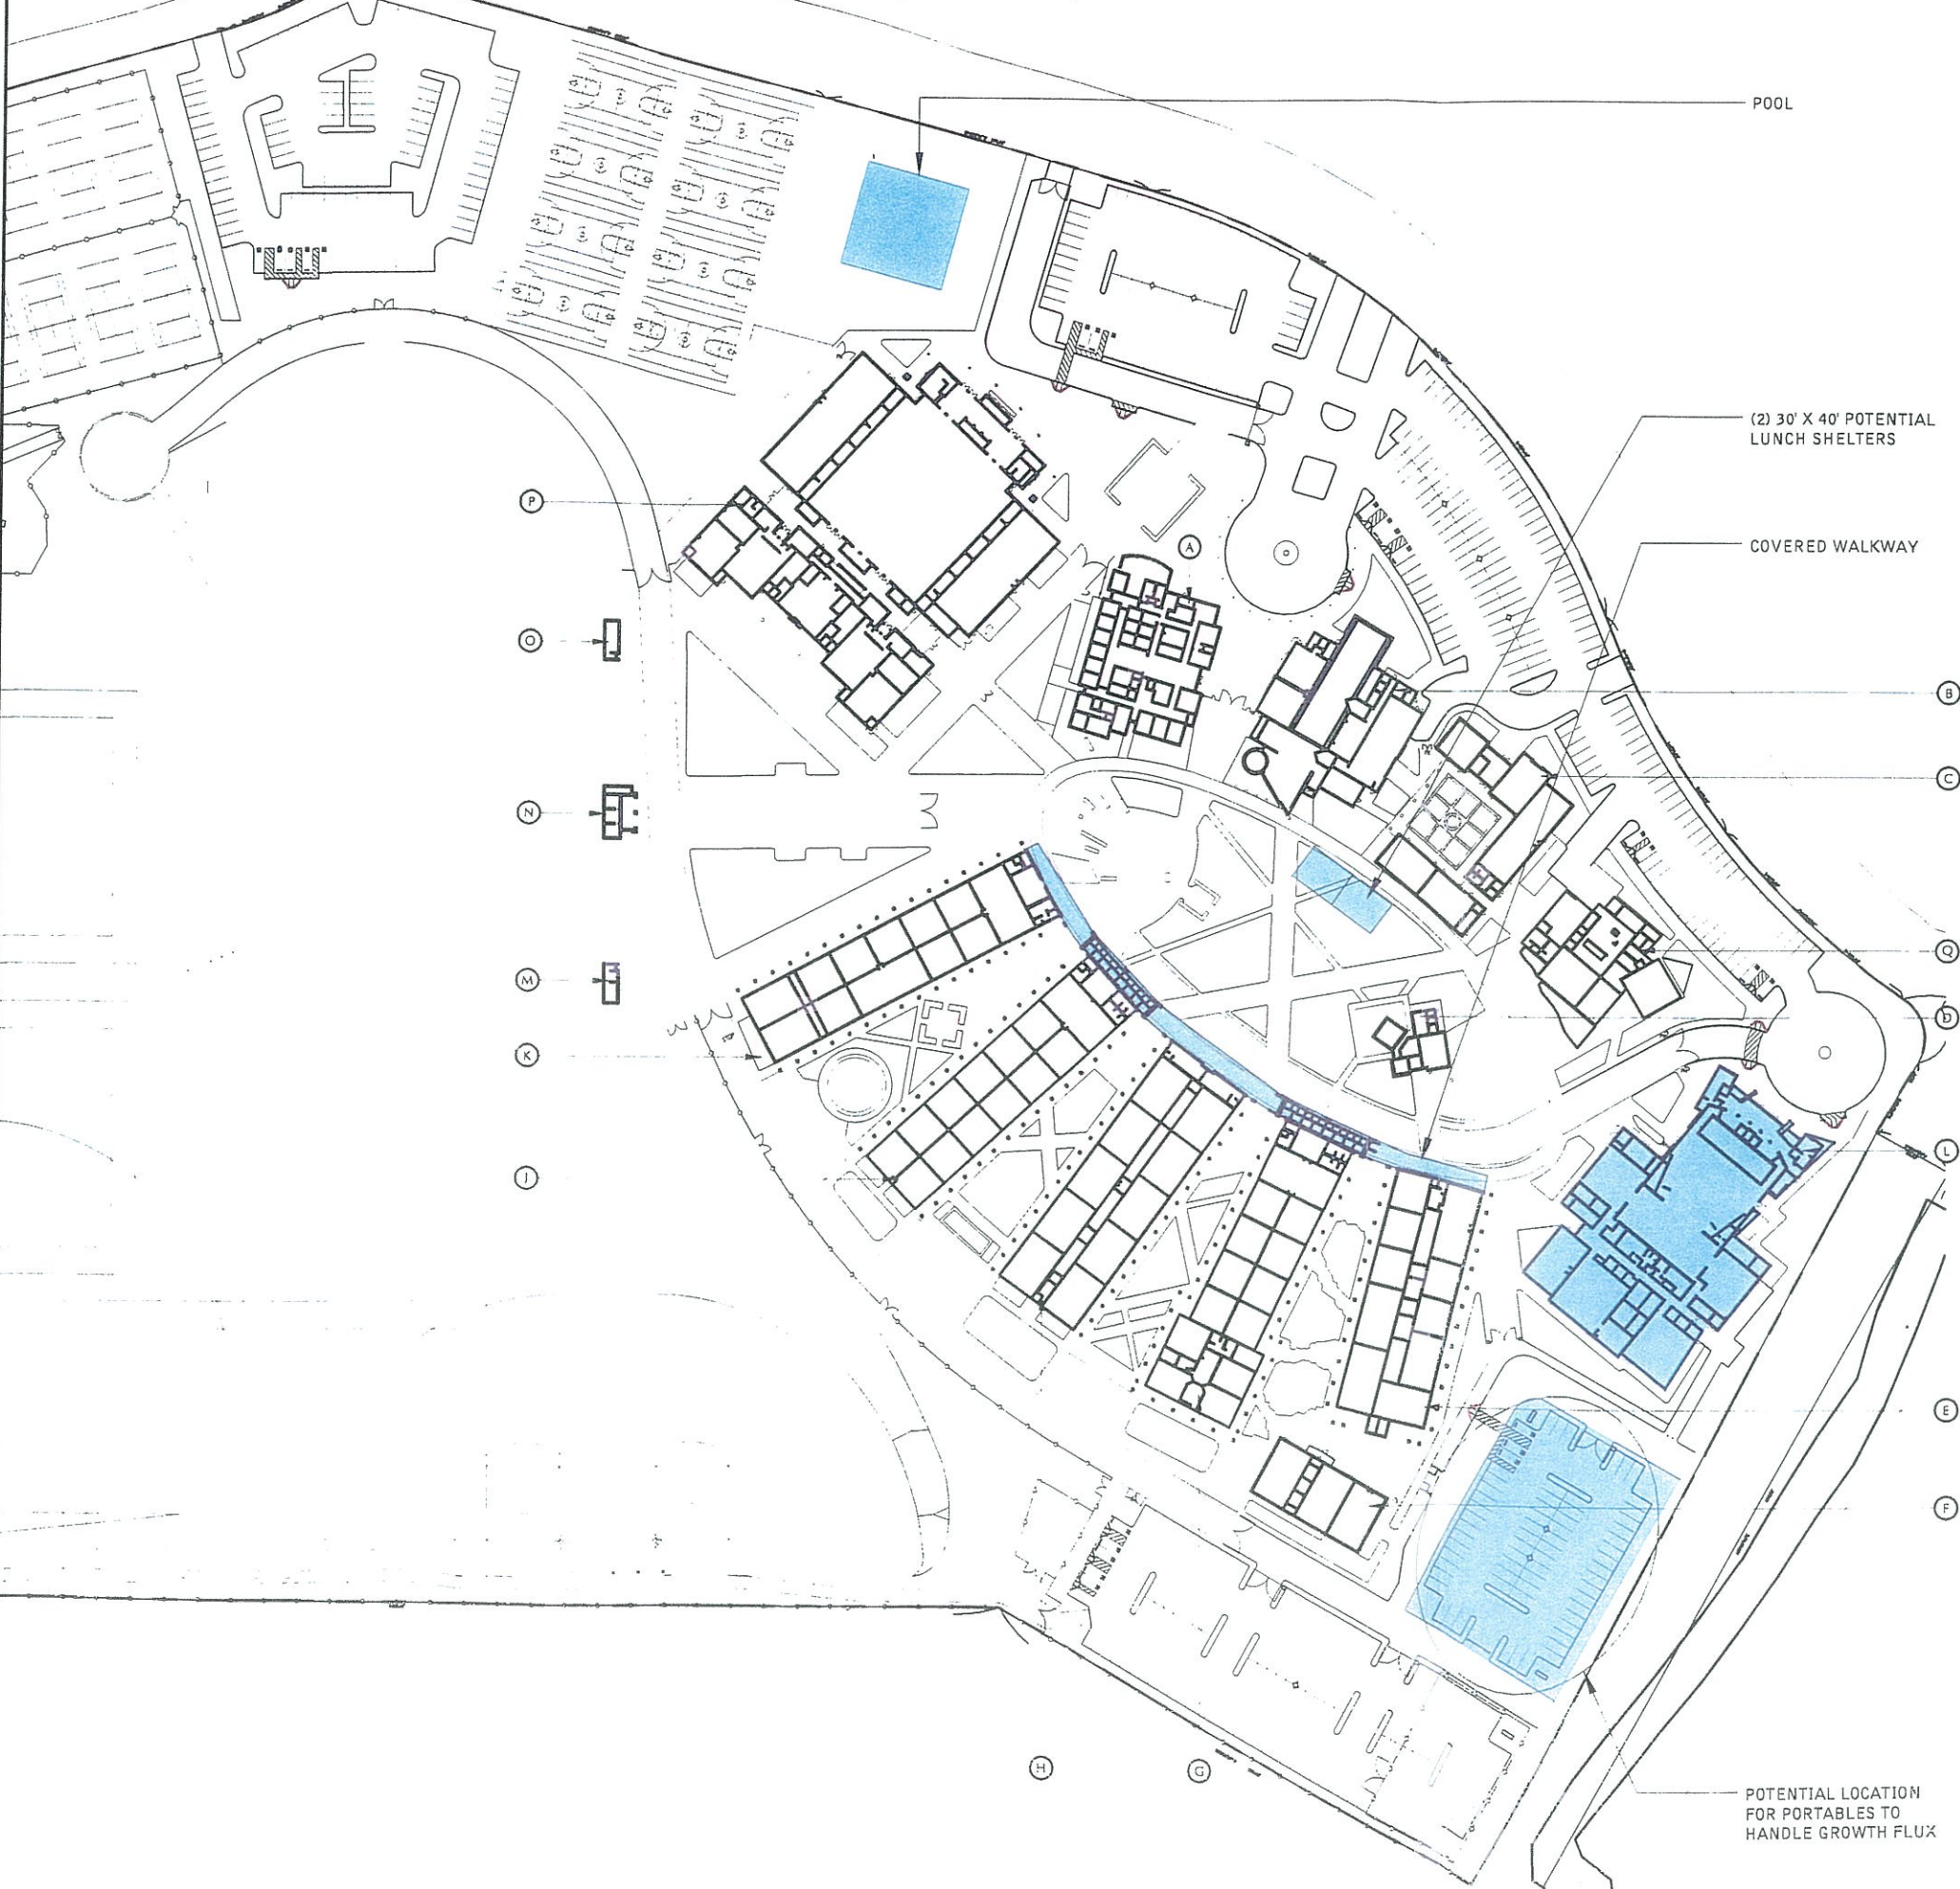 POOL
(2) 30' X 40' POTENTIAL
LUNCH SHELTERS
COVERED WALKWAY
P
A
O
B
C
N
Q
M
D
K
L
J
E
F
H
G
POTENTIAL LOCATION
FOR PORTABLES TO
HANDLE GROWTH FLUX